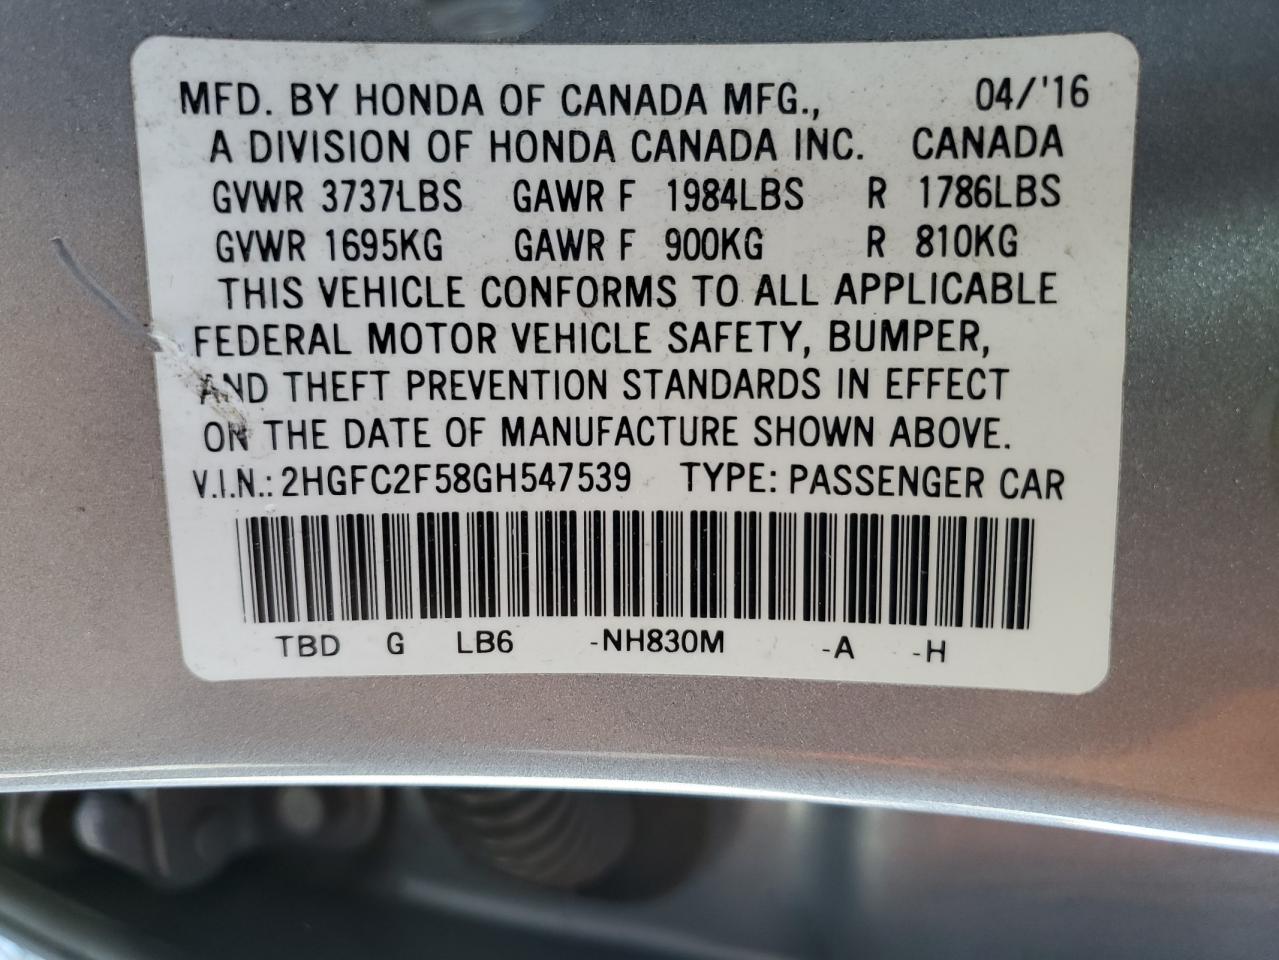 MFD. BY HONDA OF CANADA MFG., 04/'16
A DIVISION OF HONDA CANADA INC. CANADA
GVWR 3737LBS GAWR F 1984LBS R 1786LBS
GVWR 1695KG GAWR F 900KG R 810KG
THIS VEHICLE CONFORMS TO ALL APPLICABLE
FEDERAL MOTOR VEHICLE SAFETY, BUMPER,
AND THEFT PREVENTION STANDARDS IN EFFECT
ON THE DATE OF MANUFACTURE SHOWN ABOVE.
V.I.N.: 2HGFC2F58GH547539 TYPE: PASSENGER CAR
TBD G LB6 -NH830M -A -H